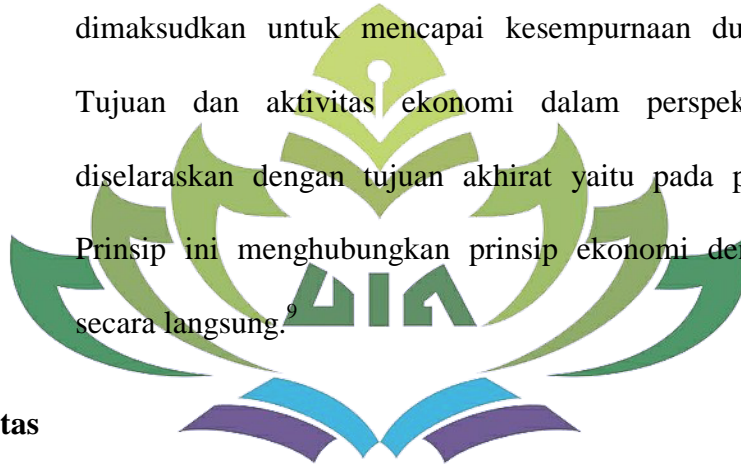 dimaksudkan untuk mencapai kesempurnaan du
Tujuan dan aktivitas ekonomi dalam perspek
diselaraskan dengan tujuan akhirat yaitu pada p
Prinsip ini menghubungkan prinsip ekonomi de
secara langsung.⁹
UIN
tas